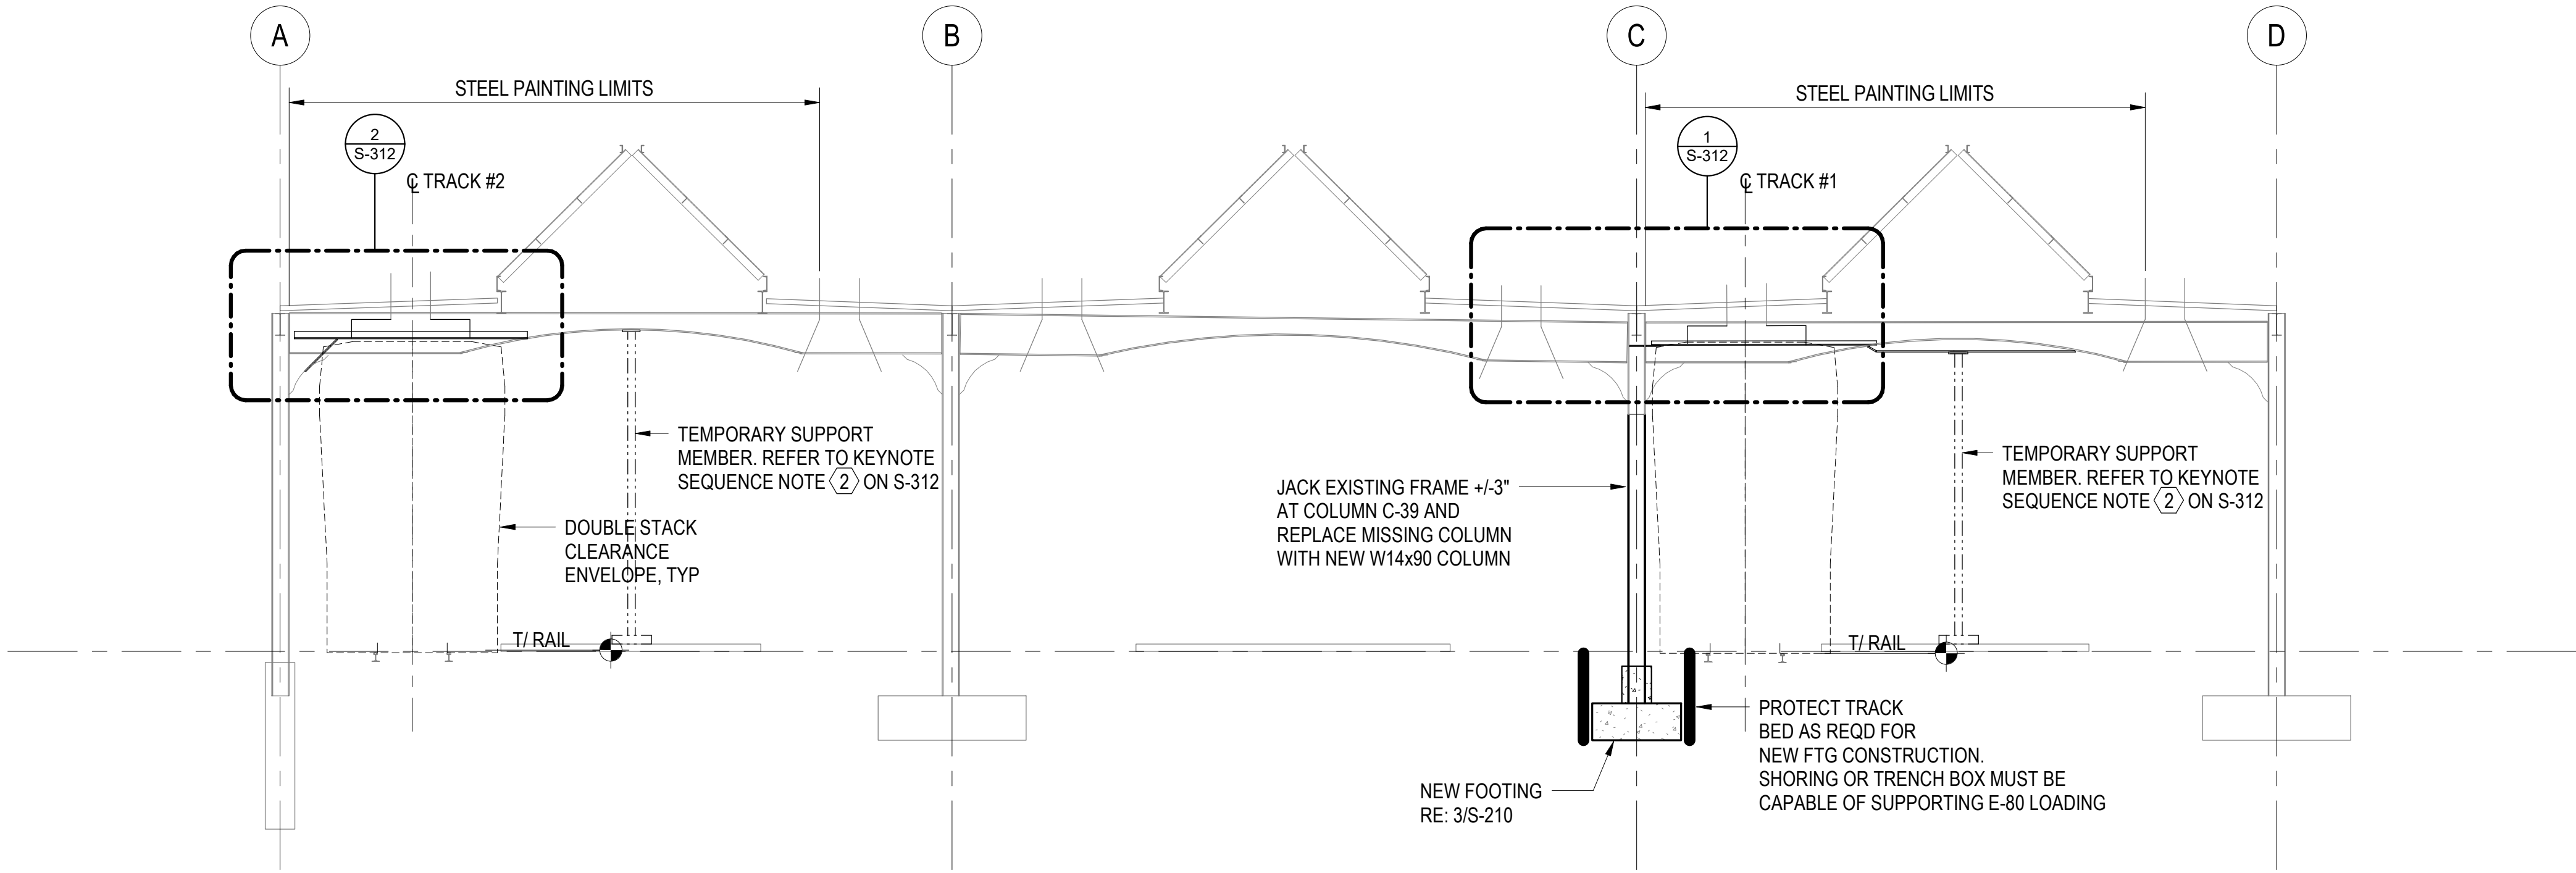 A
B
C
D
STEEL PAINTING LIMITS
STEEL PAINTING LIMITS
2
S-312
℄ TRACK #2
1
S-312
℄ TRACK #1
TEMPORARY SUPPORT
MEMBER. REFER TO KEYNOTE
SEQUENCE NOTE 2 ON S-312
DOUBLE STACK
CLEARANCE
ENVELOPE, TYP
JACK EXISTING FRAME +/-3"
AT COLUMN C-39 AND
REPLACE MISSING COLUMN
WITH NEW W14x90 COLUMN
TEMPORARY SUPPORT
MEMBER. REFER TO KEYNOTE
SEQUENCE NOTE 2 ON S-312
T/ RAIL
T/ RAIL
PROTECT TRACK
BED AS REQD FOR
NEW FTG CONSTRUCTION.
SHORING OR TRENCH BOX MUST BE
CAPABLE OF SUPPORTING E-80 LOADING
NEW FOOTING
RE: 3/S-210